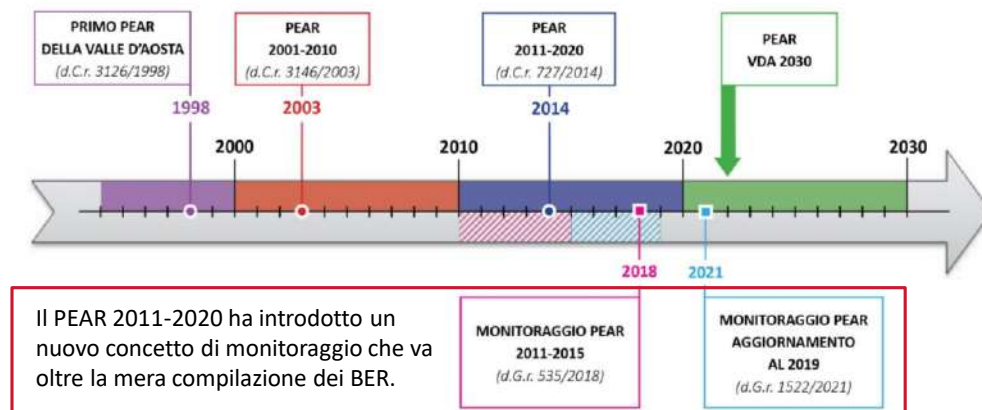 PRIMO PEAR
DELLA VALLE D'AOSTA
(d.C.r. 3126/1998)
PEAR
2001-2010
(d.C.r. 3146/2003)
PEAR
2011-2020
(d.C.r. 727/2014)
PEAR
VDA 2030
1998
2003
2014
2000
2010
2020
2030
2018
2021
Il PEAR 2011-2020 ha introdotto un
nuovo concetto di monitoraggio che va
oltre la mera compilazione dei BER.
MONITORAGGIO PEAR
2011-2015
(d.G.r. 535/2018)
MONITORAGGIO PEAR
AGGIORNAMENTO
AL 2019
(d.G.r. 1522/2021)